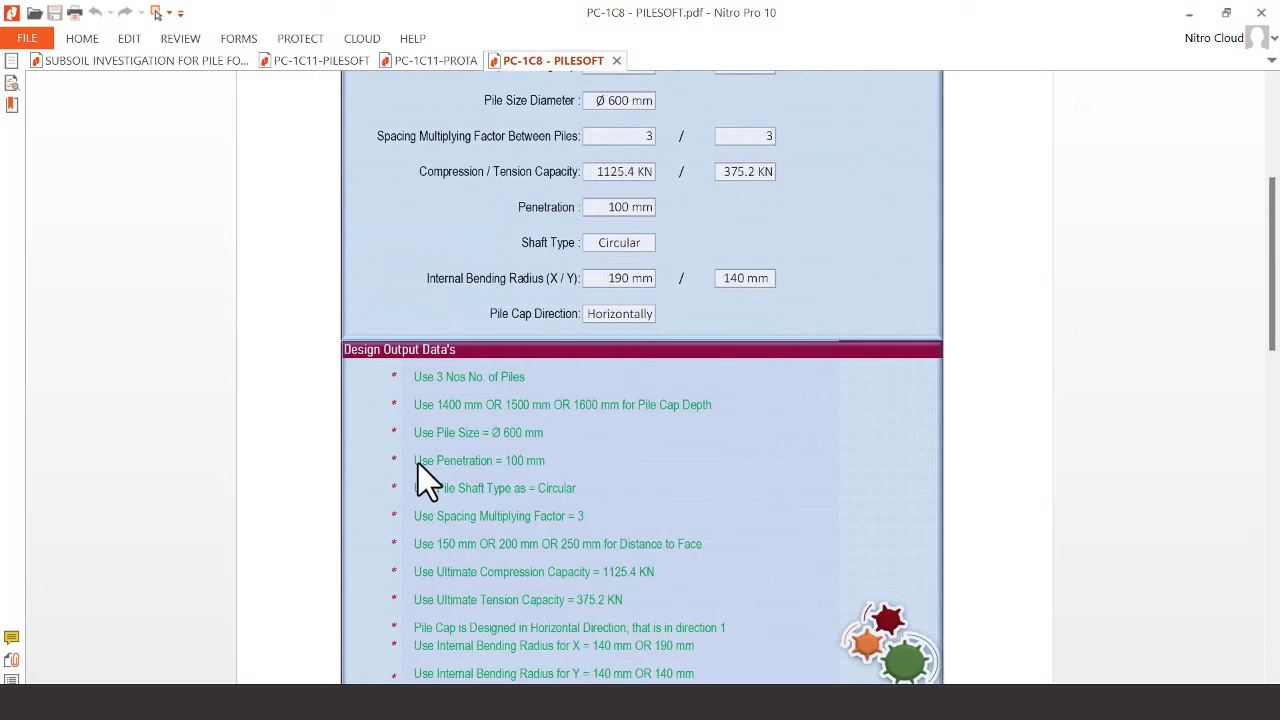 PC-1C8 - PILESOFT.pdf - Nitro Pro 10
FILE HOME EDIT REVIEW FORMS PROTECT CLOUD HELP Nitro Cloud
SUBSOIL INVESTIGATION FOR PILE FO... PC-1C11-PILESOFT PC-1C11-PROTA PC-1C8 - PILESOFT
Pile Size Diameter : Ø 600 mm
Spacing Multiplying Factor Between Piles: 3 / 3
Compression / Tension Capacity: 1125.4 KN / 375.2 KN
Penetration : 100 mm
Shaft Type : Circular
Internal Bending Radius (X / Y): 190 mm / 140 mm
Pile Cap Direction: Horizontally
Design Output Data's
* Use 3 Nos No. of Piles
* Use 1400 mm OR 1500 mm OR 1600 mm for Pile Cap Depth
* Use Pile Size = Ø 600 mm
* Use Penetration = 100 mm
* Pile Shaft Type as = Circular
* Use Spacing Multiplying Factor = 3
* Use 150 mm OR 200 mm OR 250 mm for Distance to Face
* Use Ultimate Compression Capacity = 1125.4 KN
* Use Ultimate Tension Capacity = 375.2 KN
* Pile Cap is Designed in Horizontal Direction, that is in direction 1
* Use Internal Bending Radius for X = 140 mm OR 190 mm
* Use Internal Bending Radius for Y = 140 mm OR 140 mm